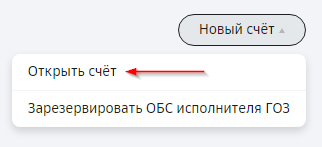 Новый счёт
Открыть счёт
Зарезервировать ОБС исполнителя ГОЗ